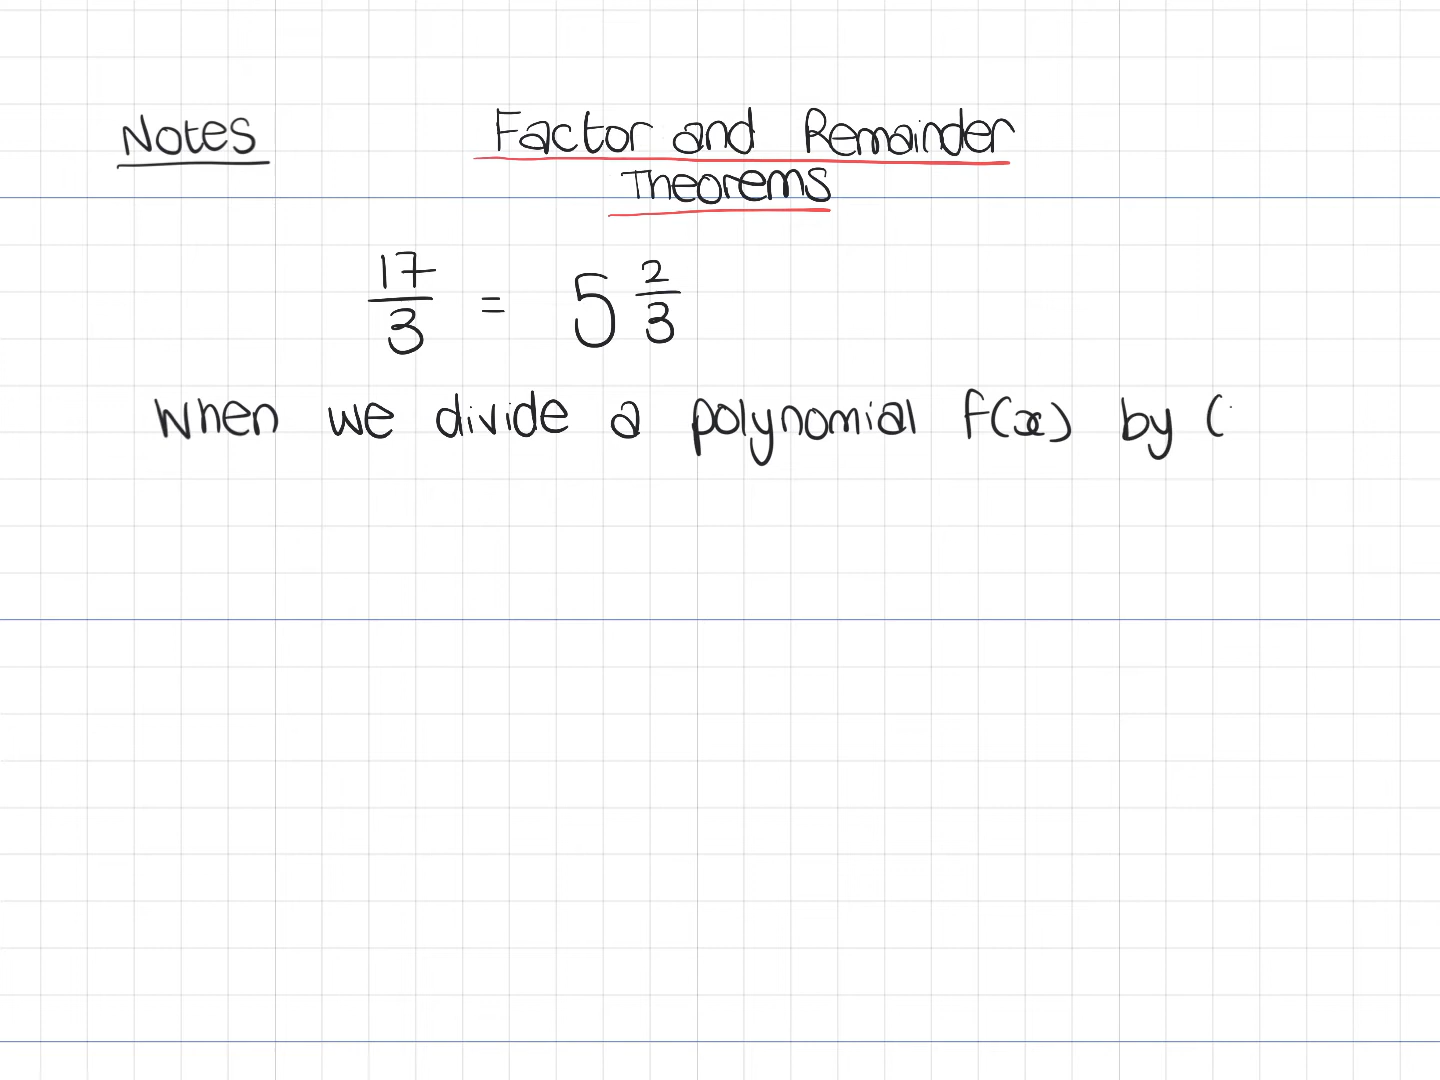 Notes
Factor and Remainder
Theorems
17/3 = 5 2/3
When we divide a polynomial f(x) by (